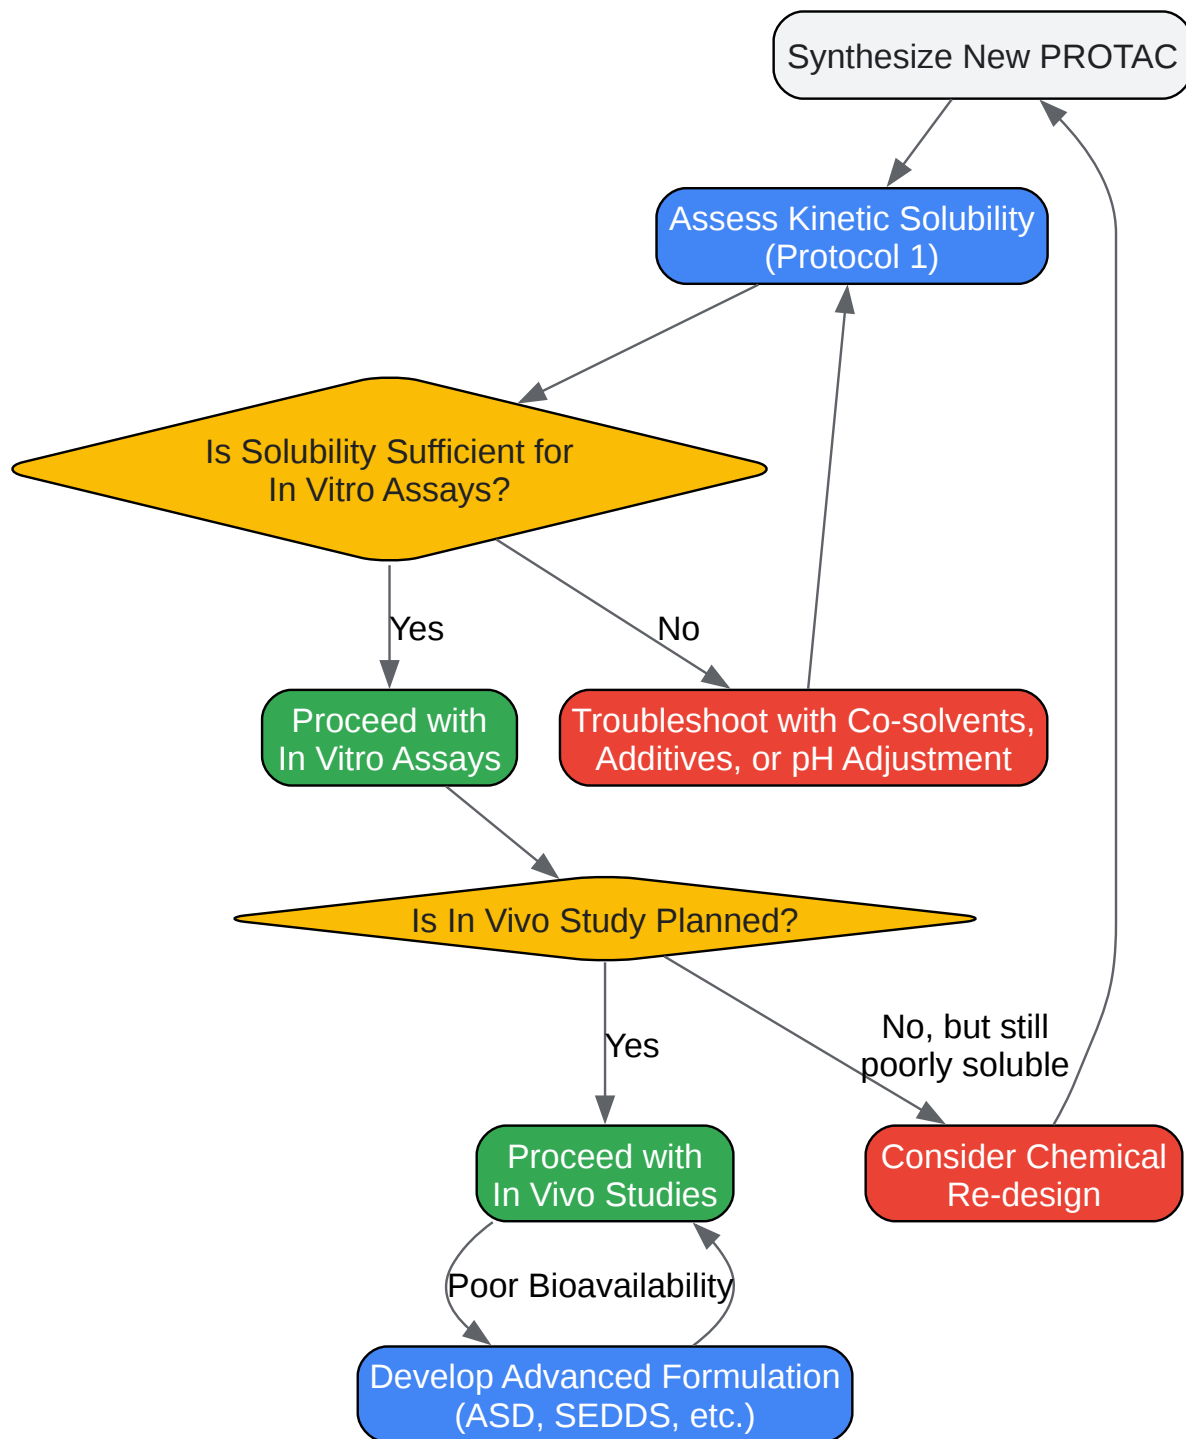 Synthesize New PROTAC
Assess Kinetic Solubility
(Protocol 1)
Is Solubility Sufficient for
In Vitro Assays?
Yes
No
Proceed with
In Vitro Assays
Troubleshoot with Co-solvents,
Additives, or pH Adjustment
Is In Vivo Study Planned?
Yes
No, but still
poorly soluble
Proceed with
In Vivo Studies
Consider Chemical
Re-design
Poor Bioavailability
Develop Advanced Formulation
(ASD, SEDDS, etc.)